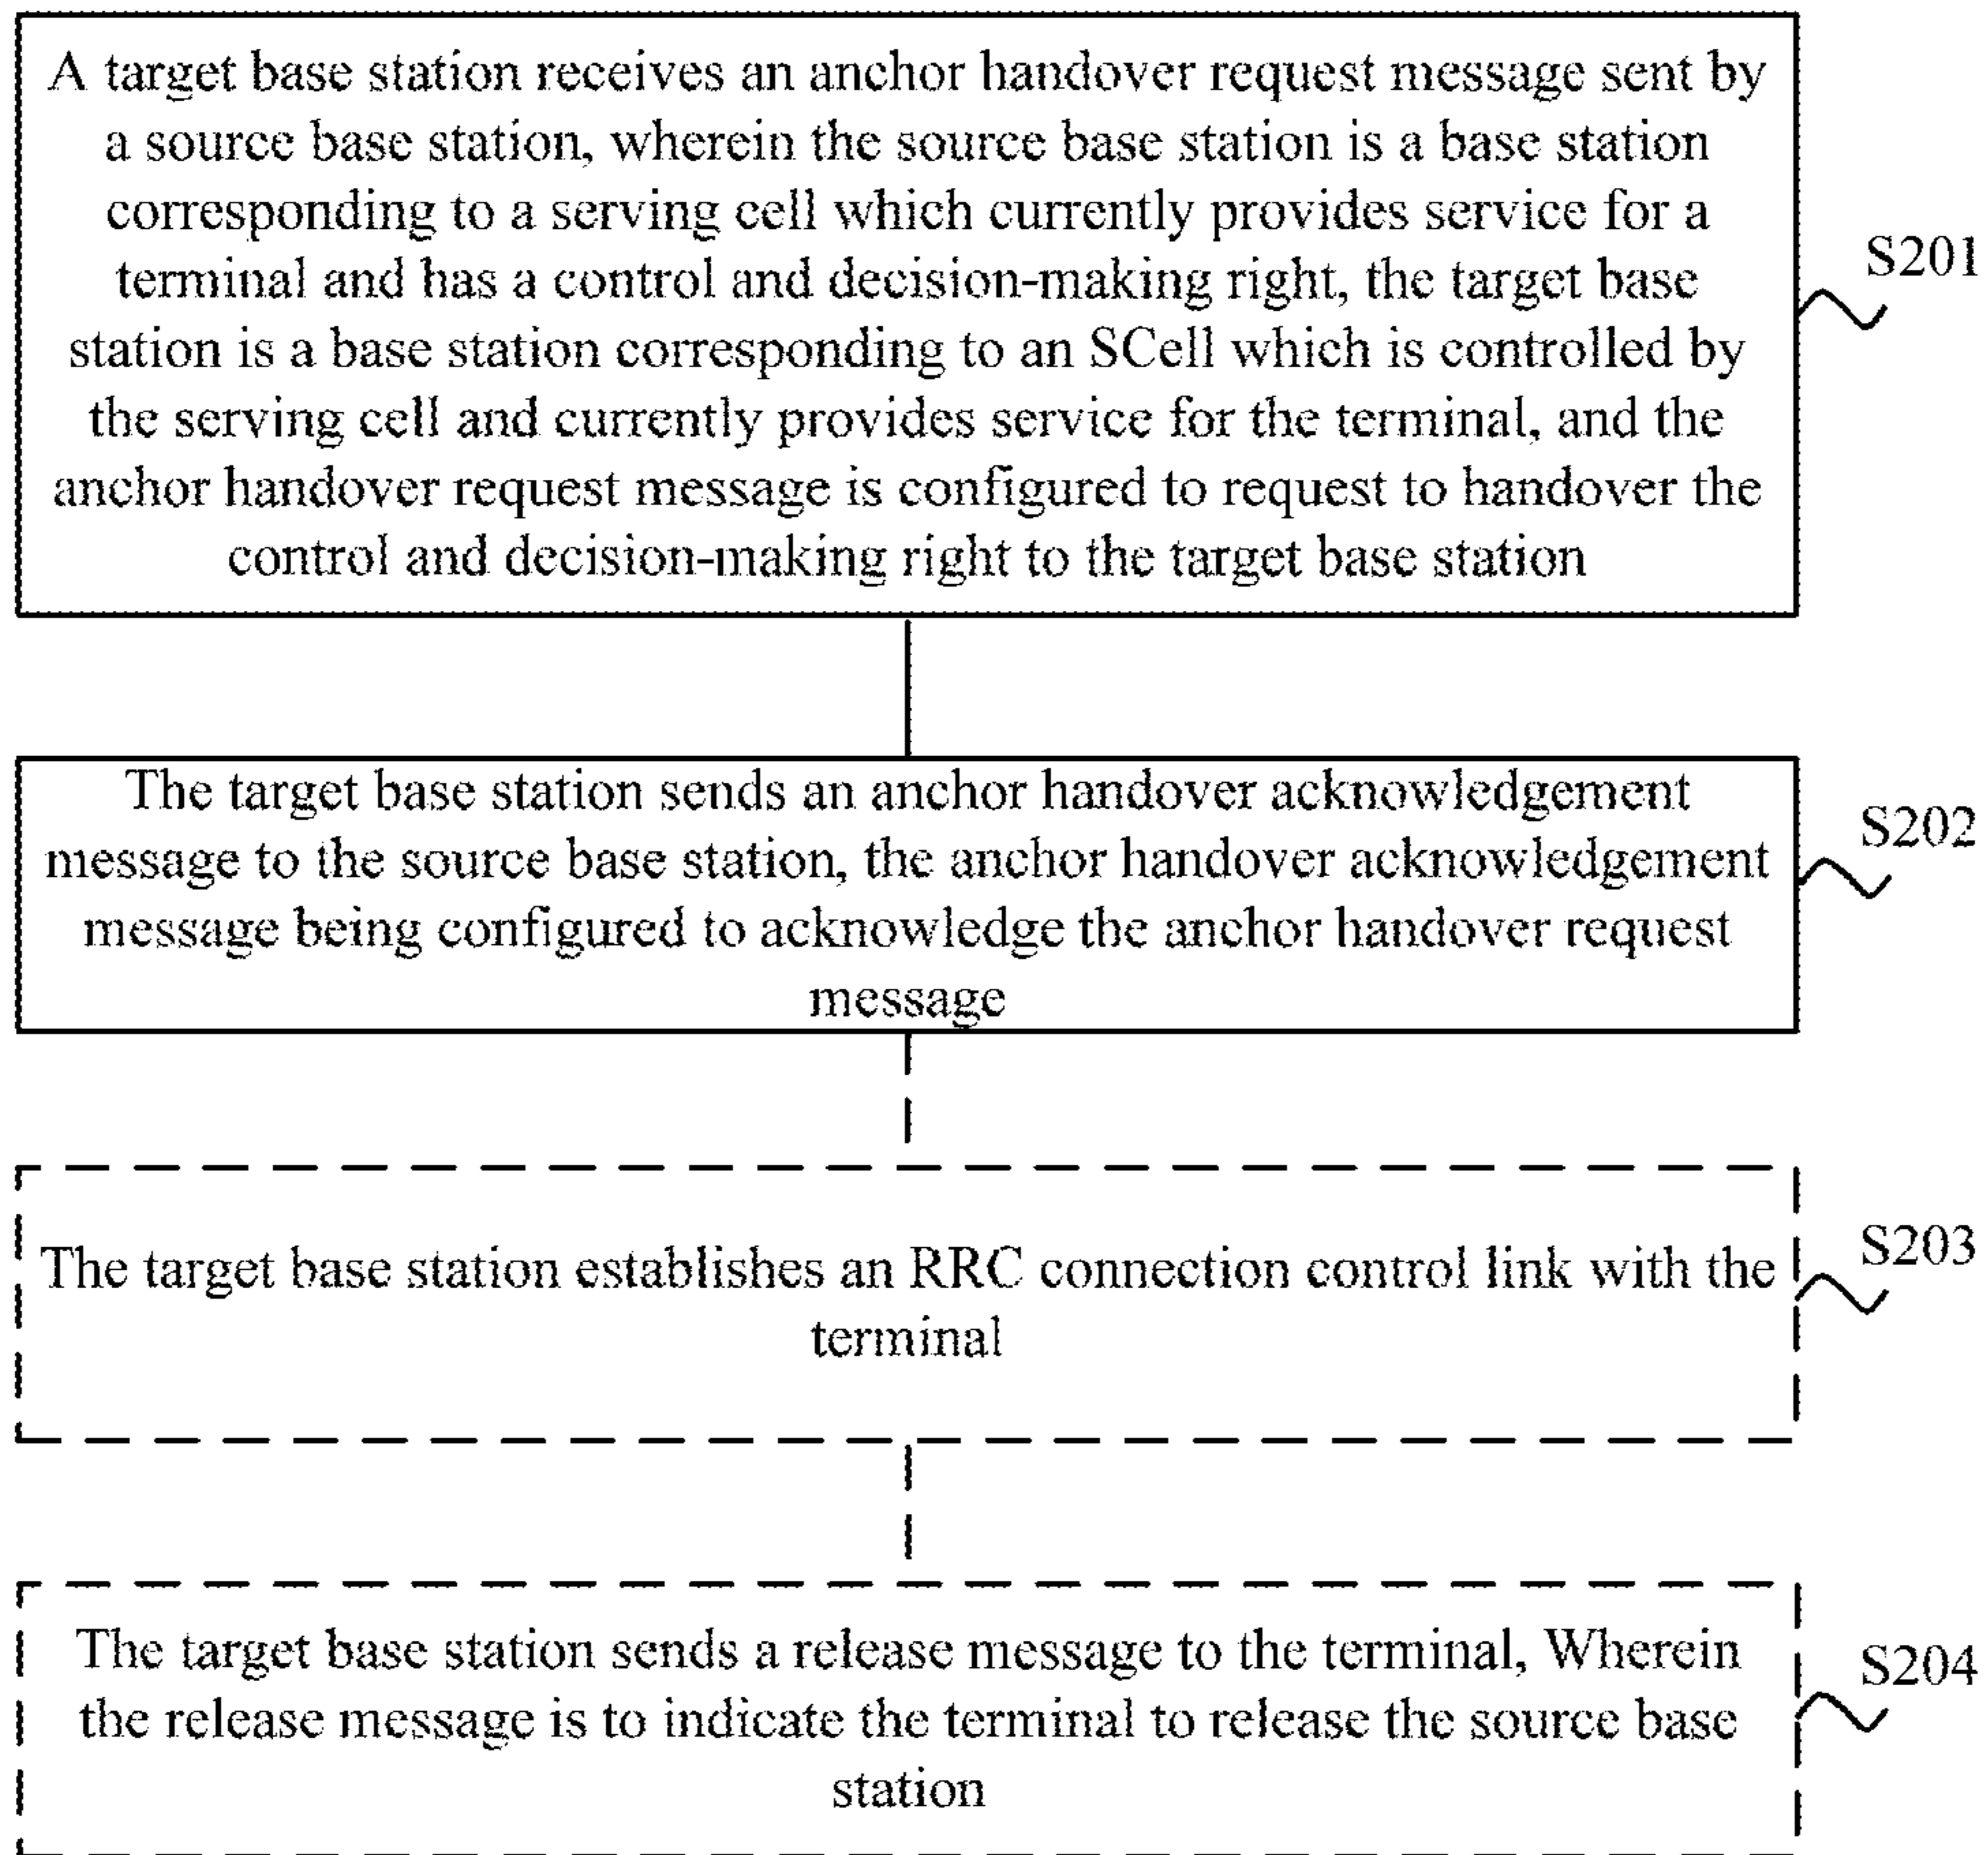 A target base station receives an anchor handover request message sent by
a source base station, wherein the source base station is a base station
corresponding to a serving cell which currently provides service for a
terminal and has a control and decision-making right, the target base
station is a base station corresponding to an SCell which is controlled by
the serving cell and currently provides service for the terminal, and the
anchor handover request message is configured to request to handover the
control and decision-making right to the target base station
S201
The target base station sends an anchor handover acknowledgement
message to the source base station, the anchor handover acknowledgement
message being configured to acknowledge the anchor handover request
message
S202
The target base station establishes an RRC connection control link with the
terminal
S203
The target base station sends a release message to the terminal, Wherein
the release message is to indicate the terminal to release the source base
station
S204